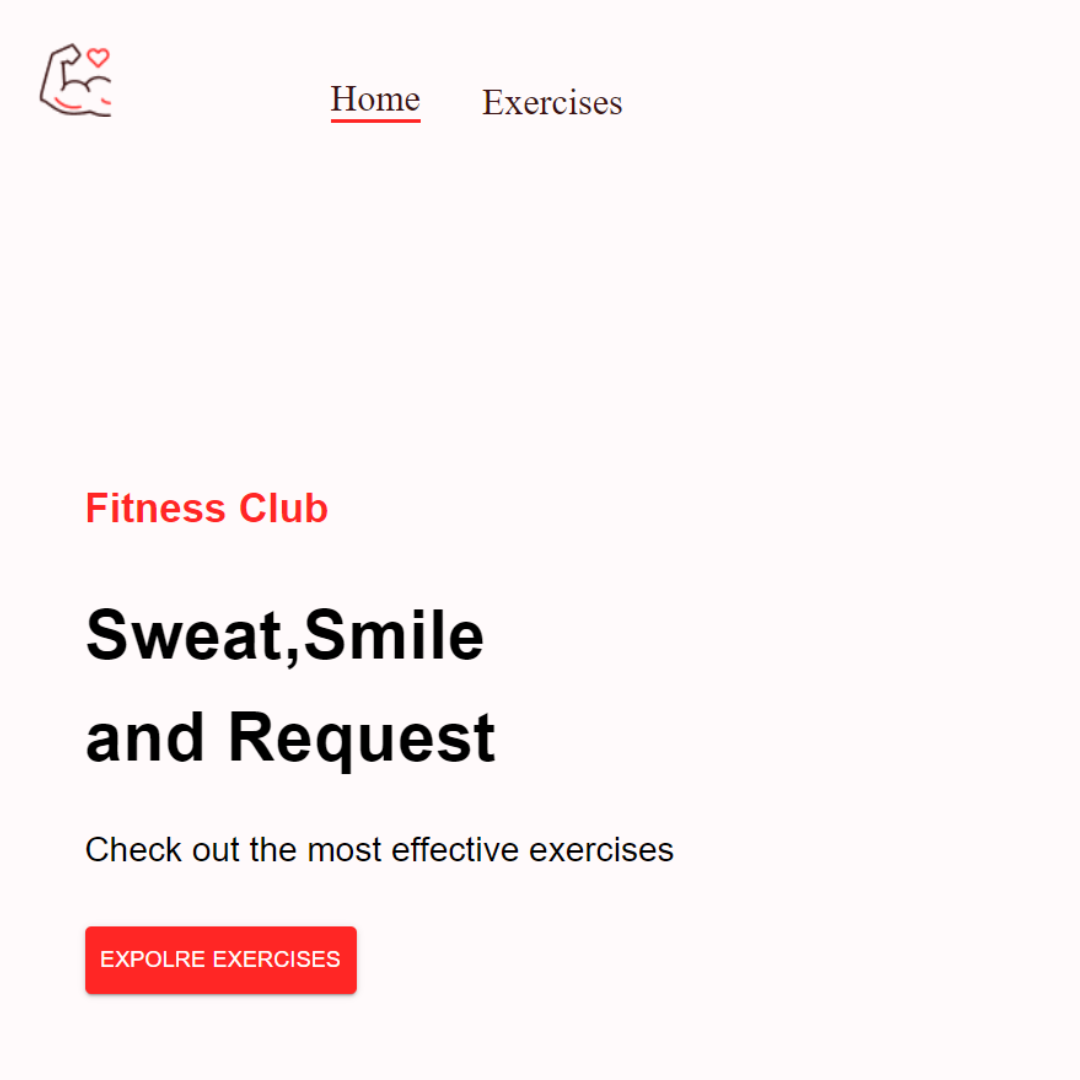 Home Exercises
Fitness Club
Sweat,Smile
and Request
Check out the most effective exercises
EXPOLRE EXERCISES